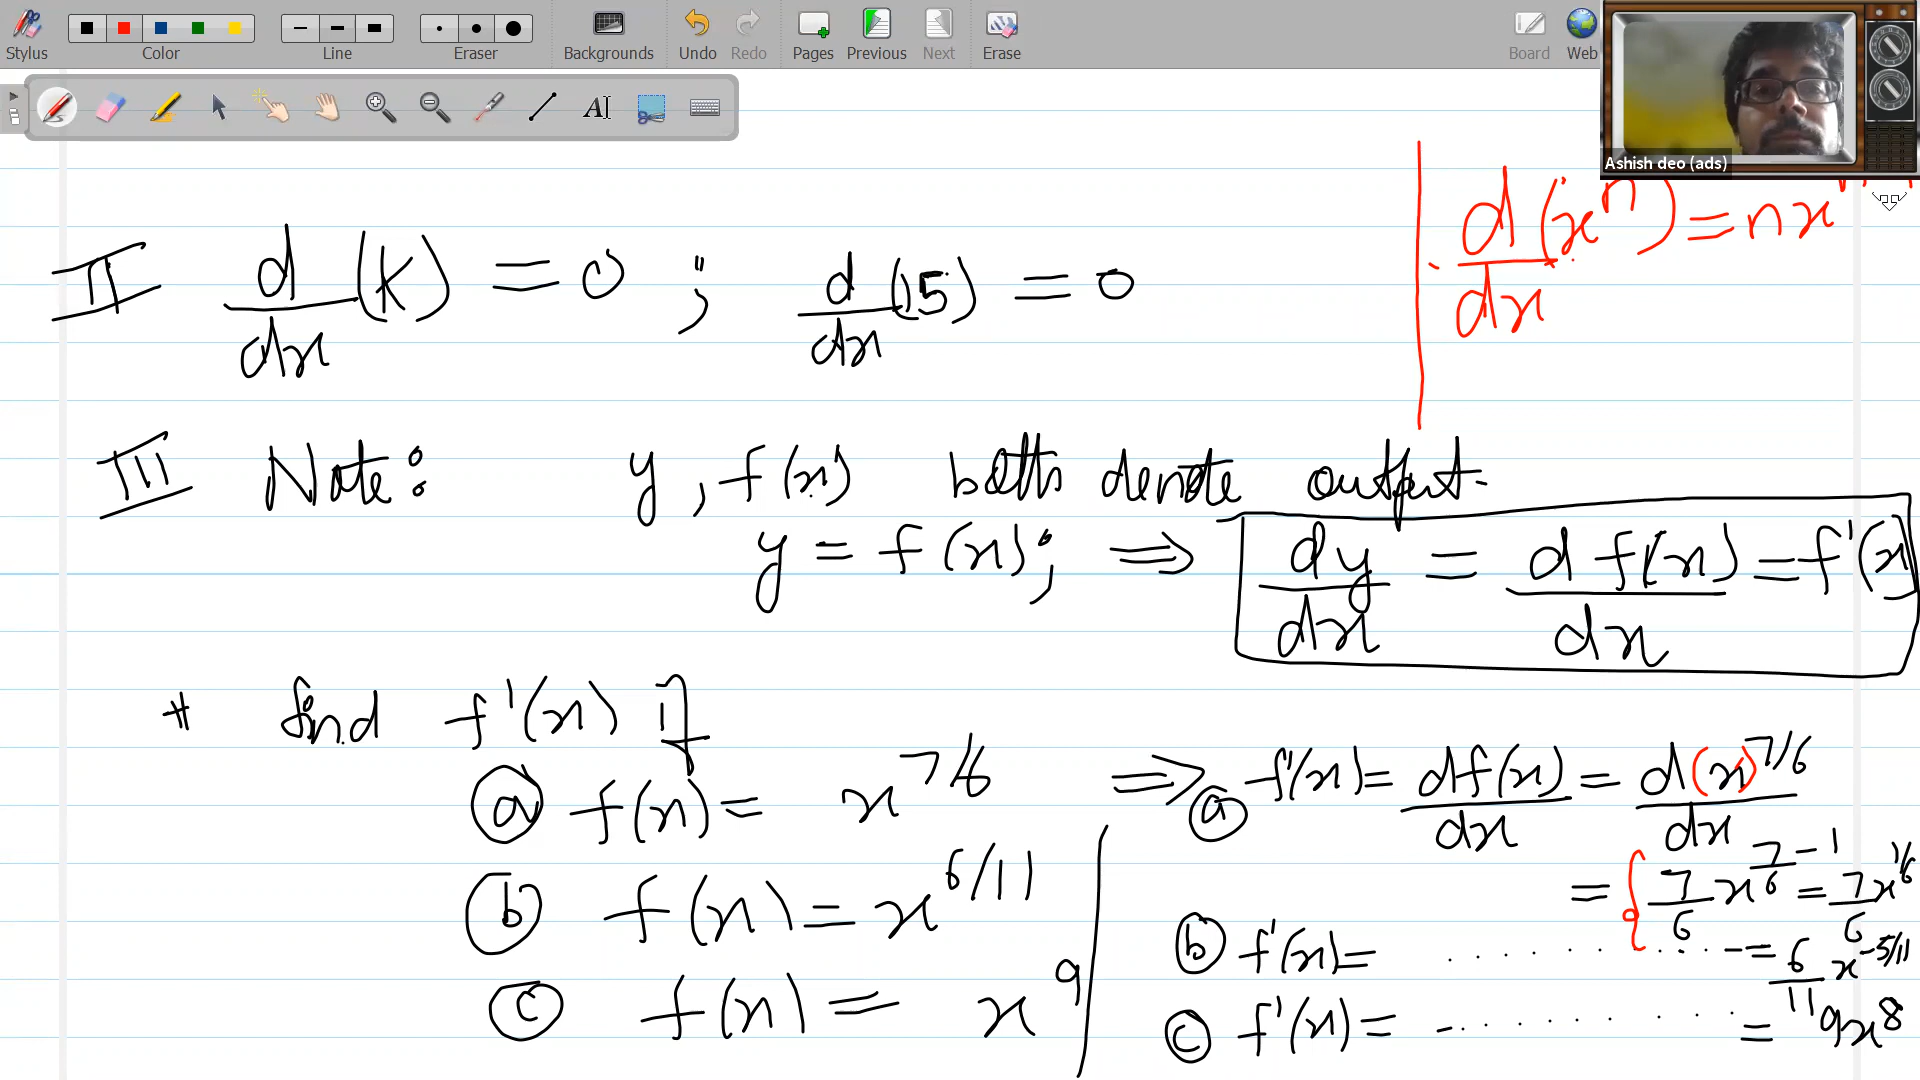 Stylus Color Line Eraser Backgrounds Undo Redo Pages Previous Next Erase Board Web
Ashish deo (ads)
d/dx (x^n) = nx
II d/dx (k) = 0 ; d/dx (15) = 0
III Note: y, f(x) both denote output.
y = f(x); ⇒ dy/dx = d f(x)/dx = f'(x)
* find f'(x) if
(a) f(x) = x^7/6 ⇒ (a) f'(x) = df(x)/dx = d(x)^7/6/dx
= 7/6 x^7/6 - 1 = 7/6 x^1/6
(b) f(x) = x^6/11
(b) f'(x) = ........ = 6/11 x^-5/11
(c) f(x) = x^9
(c) f'(x) = ........ = 9x^8